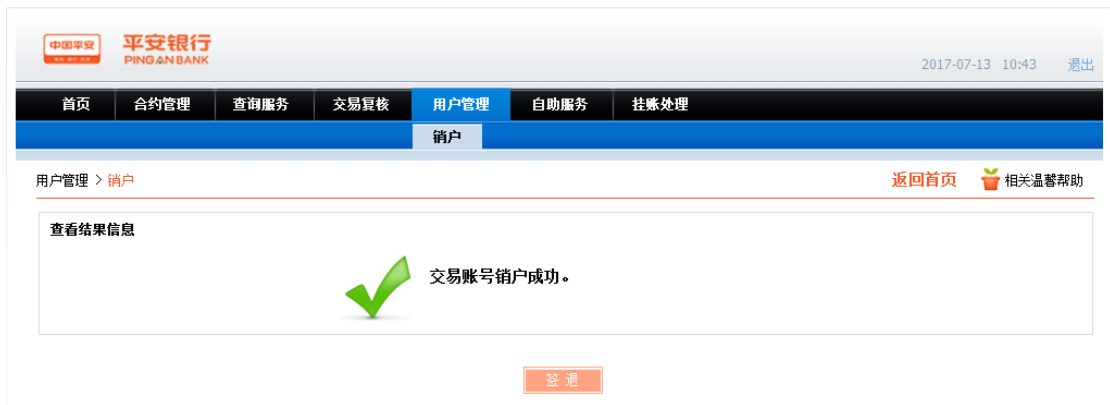 中国平安
平安银行
PING AN BANK
2017-07-13 10:43 退出
首页 合约管理 查询服务 交易复核 用户管理 自助服务 挂账处理
销户
用户管理 > 销户 返回首页 相关温馨帮助
查看结果信息
交易账号销户成功。
签 退